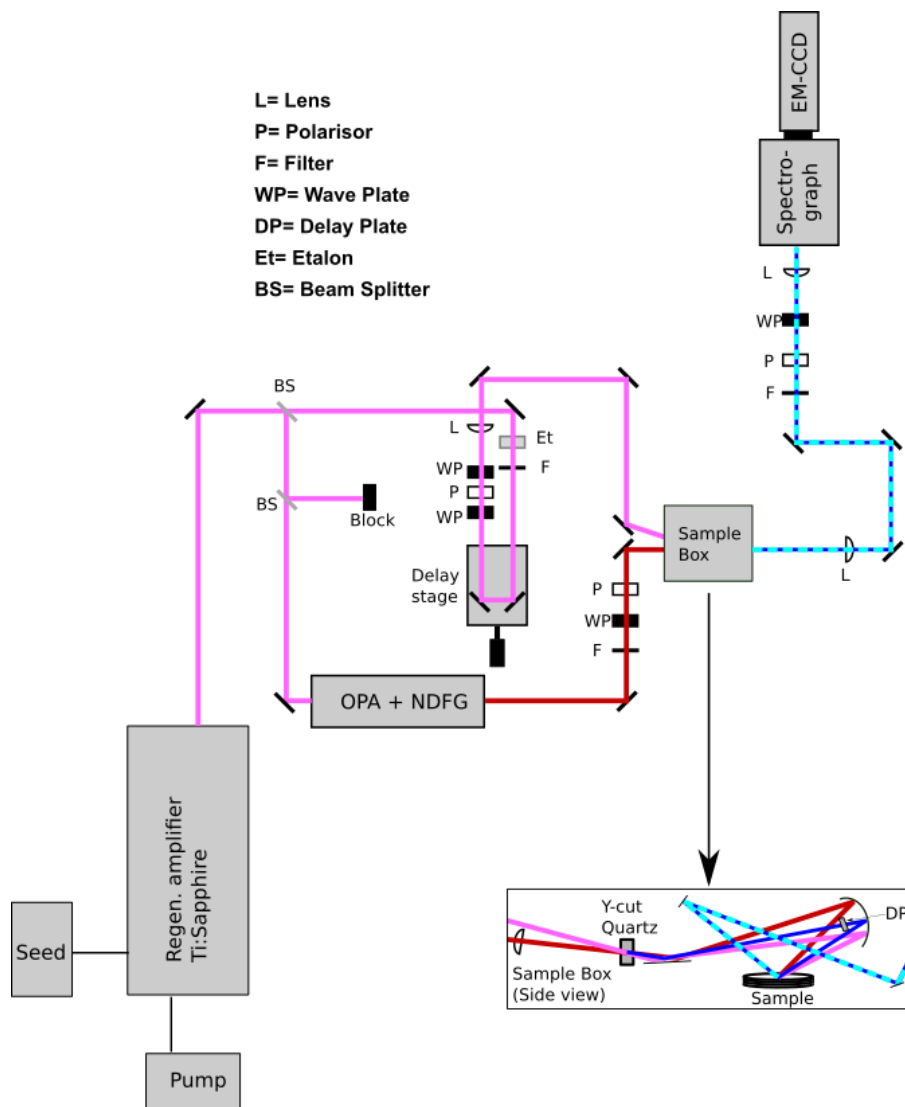 L= Lens
P= Polarisor
F= Filter
WP= Wave Plate
DP= Delay Plate
Et= Etalon
BS= Beam Splitter
EM-CCD
Spectro-
graph
L
WP
P
F
BS
L
Et
WP
F
P
WP
BS
Block
Delay
stage
Sample
Box
L
P
WP
F
OPA + NDFG
Regen. amplifier
Ti:Sapphire
Seed
Pump
Y-cut
Quartz
DP
Sample Box
(Side view)
Sample